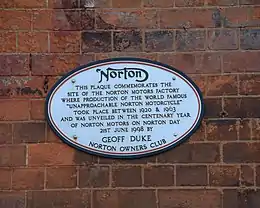 Norton
THIS PLAQUE COMMEMORATES THE
SITE OF THE NORTON MOTORS FACTORY
WHERE PRODUCTION OF THE WORLD FAMOUS
"UNAPPROACHABLE NORTON MOTORCYCLE"
TOOK PLACE BETWEEN 1920 & 1963
AND WAS UNVEILED IN THE CENTENARY YEAR
OF NORTON MOTORS ON NORTON DAY
21ST JUNE 1998 BY
GEOFF DUKE
NORTON OWNERS CLUB